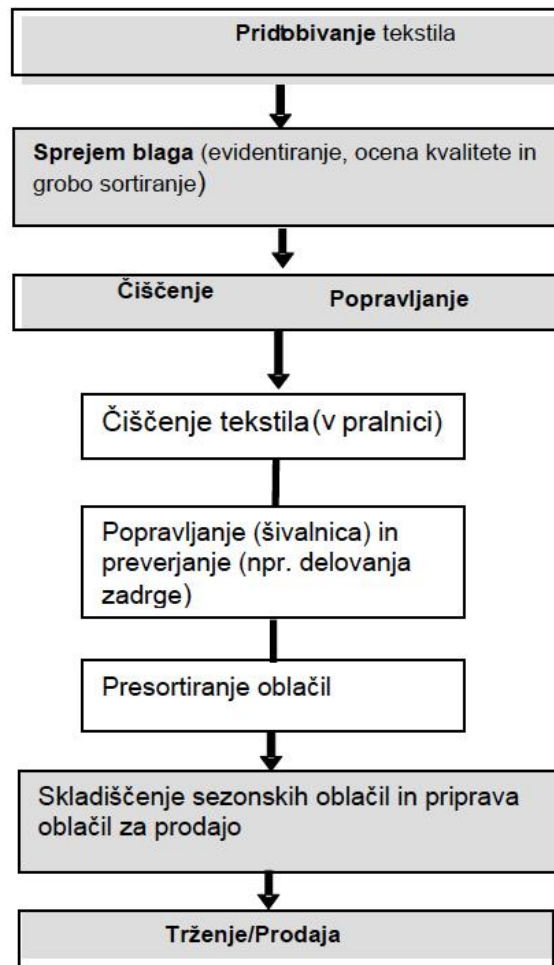 Pridobivanje tekstila
Sprejem blaga (evidentiranje, ocena kvalitete in
grobo sortiranje)
Čiščenje Popravljanje
Čiščenje tekstila (v pralnici)
Popravljanje (šivalnica) in
preverjanje (npr. delovanja
zadrge)
Presortiranje oblačil
Skladiščenje sezonskih oblačil in priprava
oblačil za prodajo
Trženje/Prodaja